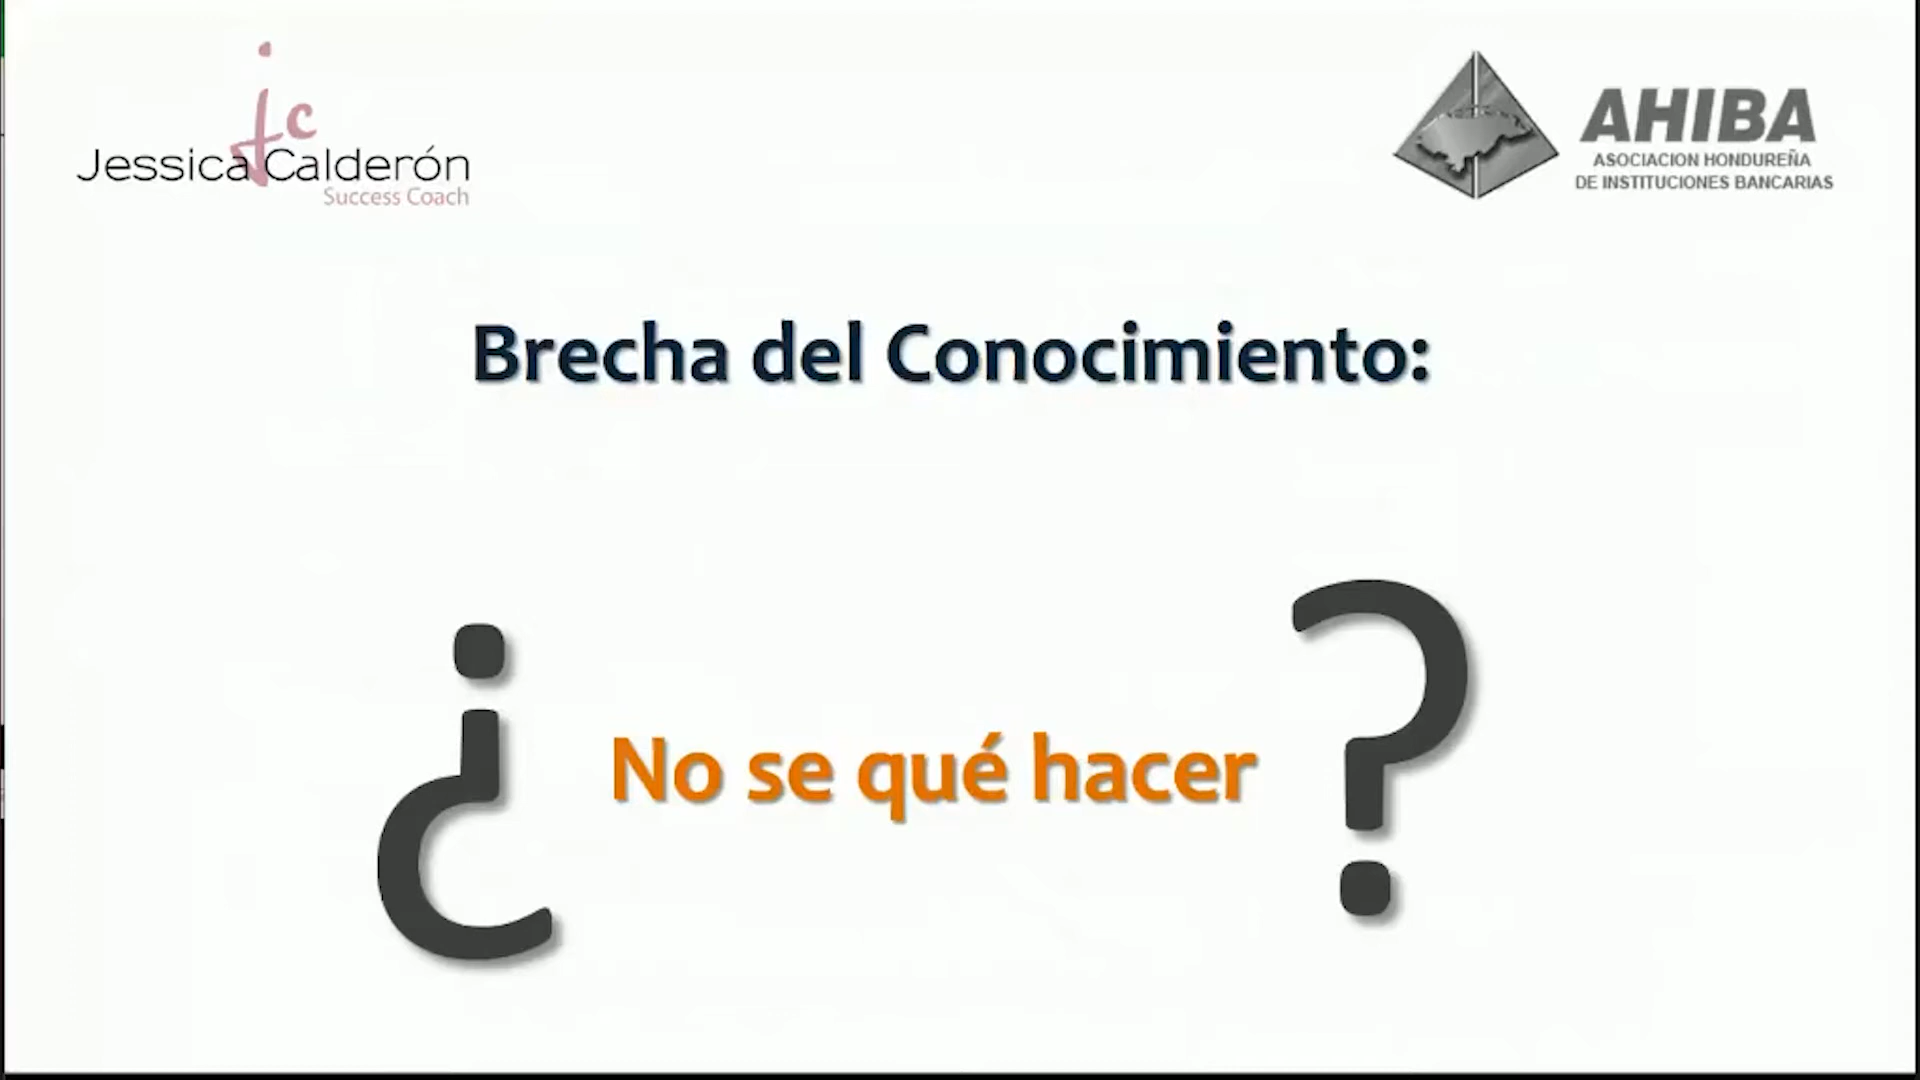 jc
Jessica Calderón
Success Coach
AHIBA
ASOCIACION HONDUREÑA
DE INSTITUCIONES BANCARIAS
Brecha del Conocimiento:
¿No se qué hacer?